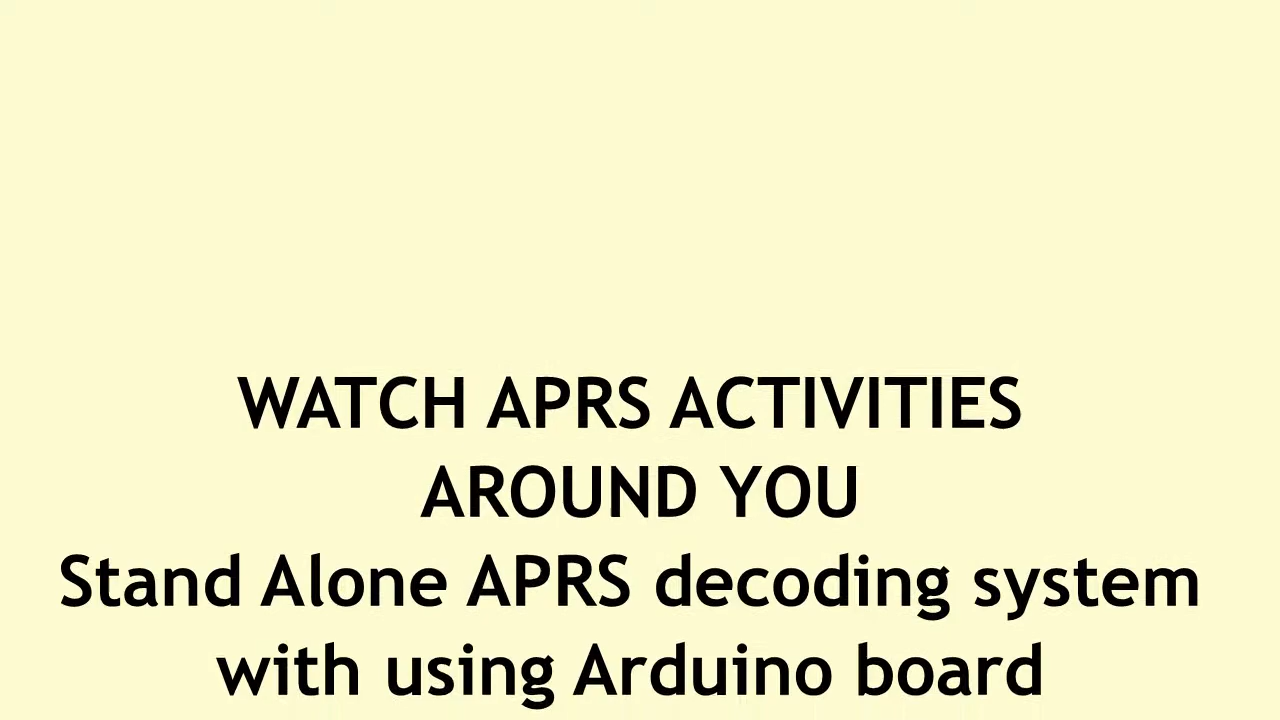 WATCH APRS ACTIVITIES
AROUND YOU
Stand Alone APRS decoding system
with using Arduino board